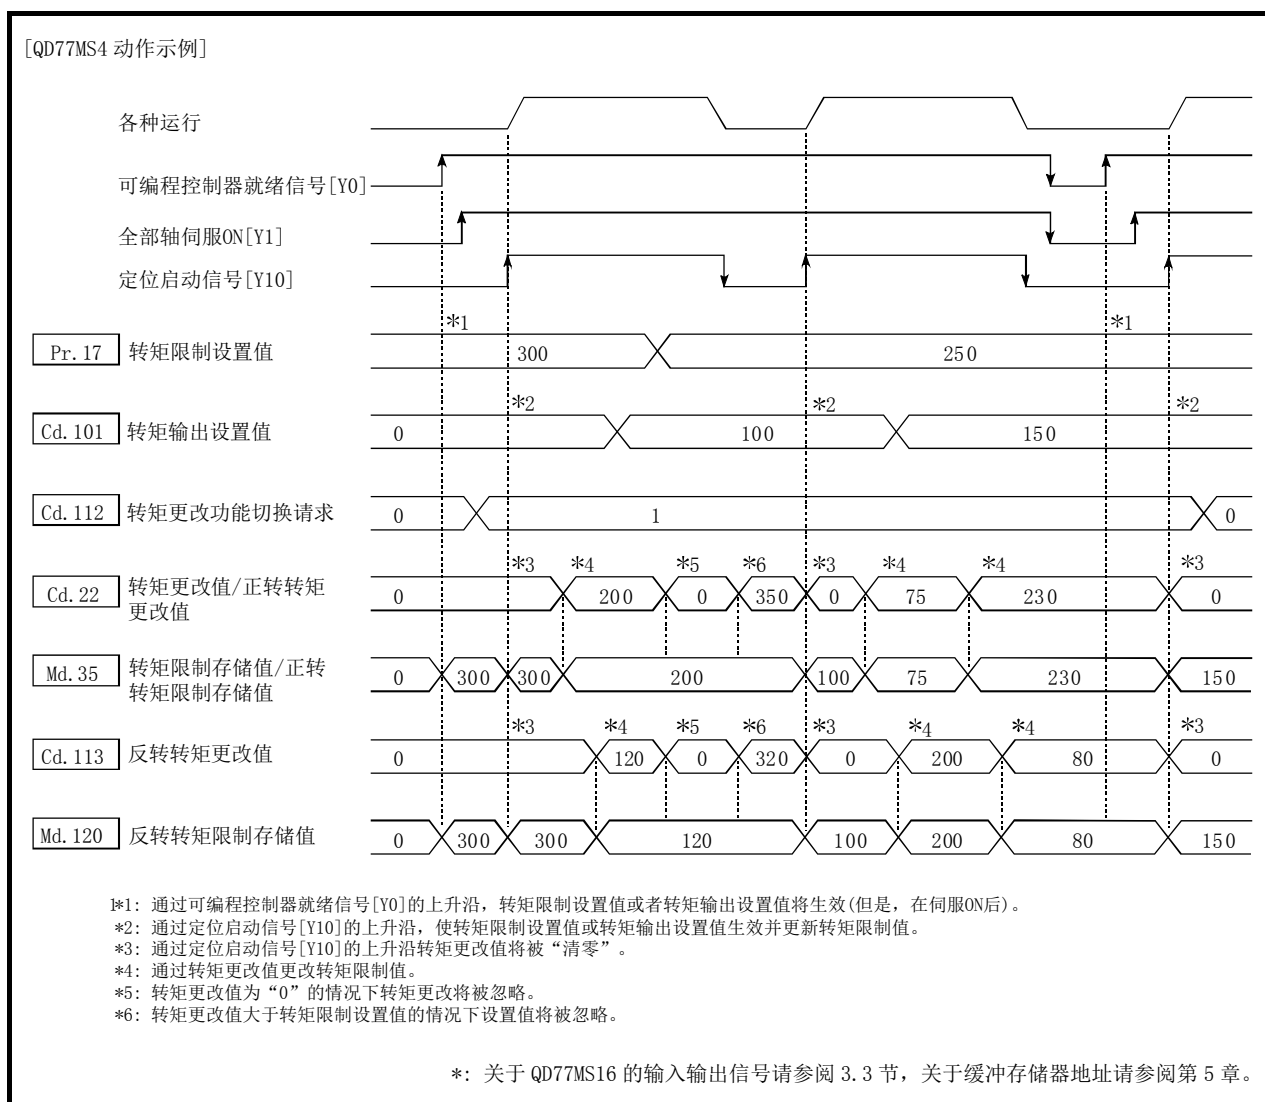 [QD77MS4 动作示例]
各种运行
可编程控制器就绪信号[Y0]
全部轴伺服ON[Y1]
定位启动信号[Y10]
*1 *1
Pr.17 转矩限制设置值 300 250
*2 *2 *2
Cd.101 转矩输出设置值 0 100 150
Cd.112 转矩更改功能切换请求 0 1 0
*3 *4 *5 *6 *3 *4 *4 *3
Cd.22 转矩更改值/正转转矩
更改值
0 200 0 350 0 75 230 0
Md.35 转矩限制存储值/正转
转矩限制存储值
0 300 300 200 100 75 230 150
*3 *4 *5 *6 *3 *4 *4 *3
Cd.113 反转转矩更改值 0 120 0 320 0 200 80 0
Md.120 反转转矩限制存储值 0 300 300 120 100 200 80 150
1*1: 通过可编程控制器就绪信号[Y0]的上升沿，转矩限制设置值或者转矩输出设置值将生效(但是，在伺服ON后)。
*2: 通过定位启动信号[Y10]的上升沿，使转矩限制设置值或转矩输出设置值生效并更新转矩限制值。
*3: 通过定位启动信号[Y10]的上升沿转矩更改值将被“清零”。
*4: 通过转矩更改值更改转矩限制值。
*5: 转矩更改值为“0”的情况下转矩更改将被忽略。
*6: 转矩更改值大于转矩限制设置值的情况下设置值将被忽略。
*: 关于 QD77MS16 的输入输出信号请参阅 3.3 节，关于缓冲存储器地址请参阅第 5 章。